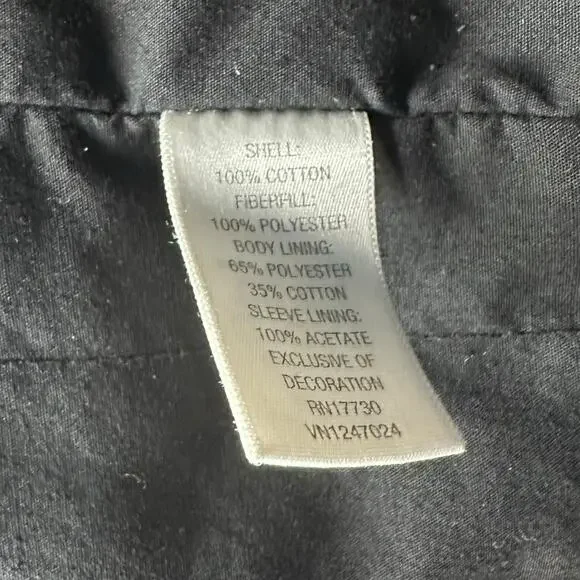 SHELL:
100% COTTON
FIBERFILL:
100% POLYESTER
BODY LINING:
65% POLYESTER
35% COTTON
SLEEVE LINING:
100% ACETATE
EXCLUSIVE OF
DECORATION
RN17730
VN1247024